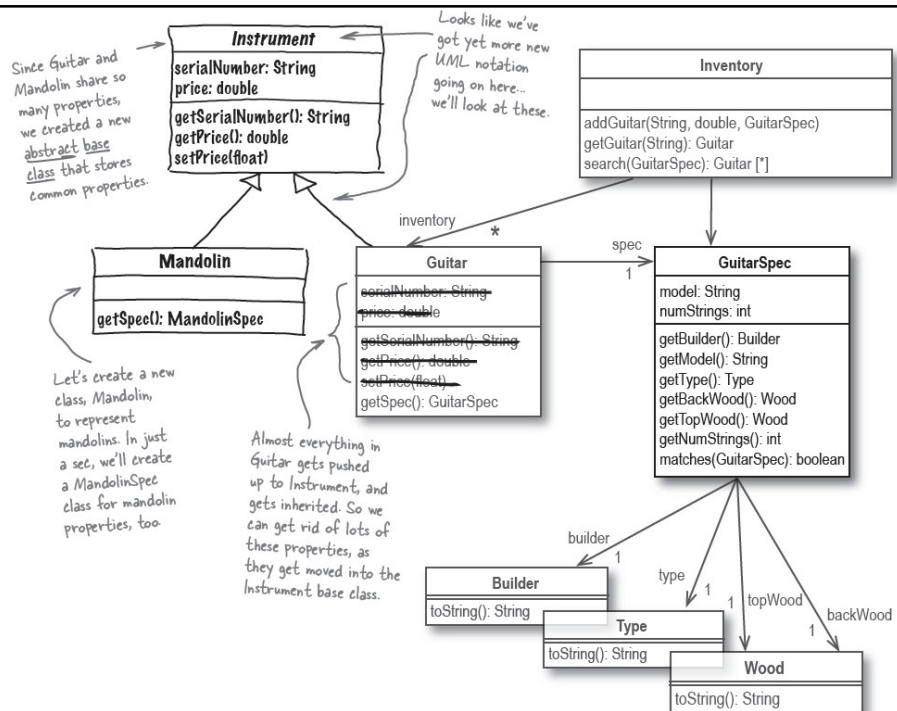 Since Guitar and
Mandolin share so
many properties,
we created a new
abstract base
class that stores
common properties.
Instrument
serialNumber: String
price: double
getSerialNumber(): String
getPrice(): double
setPrice(float)
Looks like we've
got yet more new
UML notation
going on here...
we'll look at these.
Inventory
addGuitar(String, double, GuitarSpec)
getGuitar(String): Guitar
search(GuitarSpec): Guitar [*]
inventory
*
Mandolin
getSpec(): MandolinSpec
Guitar
serialNumber: String
price: double
getSerialNumber(): String
getPrice(): double
setPrice(float)
getSpec(): GuitarSpec
spec
1
GuitarSpec
model: String
numStrings: int
getBuilder(): Builder
getModel(): String
getType(): Type
getBackWood(): Wood
getTopWood(): Wood
getNumStrings(): int
matches(GuitarSpec): boolean
Let's create a new
class, Mandolin,
to represent
mandolins. In just
a sec, we'll create
a MandolinSpec
class for mandolin
properties, too.
Almost everything in
Guitar gets pushed
up to Instrument, and
gets inherited. So we
can get rid of lots of
these properties, as
they get moved into the
Instrument base class.
builder
1
type
1
1
topWood
1
backWood
Builder
toString(): String
Type
toString(): String
Wood
toString(): String